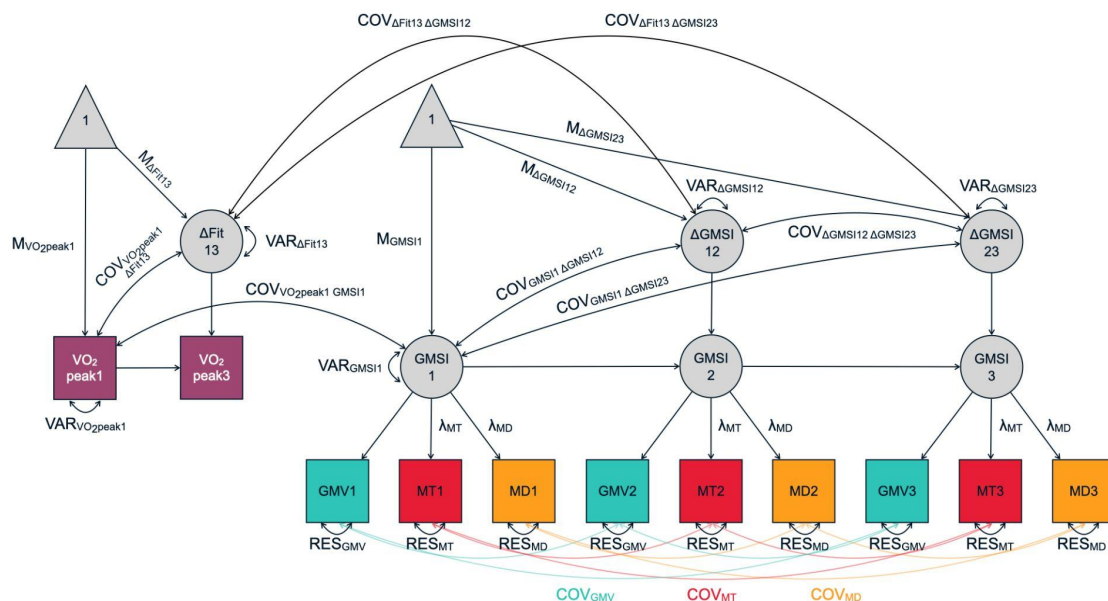 COVΔFit13 ΔGMSI12
COVΔFit13 ΔGMSI23
1
1
MΔFit13
MΔGMSI23
MΔGMSI12
VARΔGMSI12
VARΔGMSI23
ΔFit
13
VARΔFit13
ΔGMSI
12
ΔGMSI
23
MVO₂peak1
COVVO₂peak1
ΔFit13
MGMSI1
COVΔGMSI12 ΔGMSI23
COVGMSI1 ΔGMSI12
COVGMSI1 ΔGMSI23
COVVO₂peak1 GMSI1
VO₂
peak1
VO₂
peak3
VARGMSI1
GMSI
1
GMSI
2
GMSI
3
VARVO₂peak1
λMT
λMD
λMT
λMD
λMT
λMD
GMV1
MT1
MD1
GMV2
MT2
MD2
GMV3
MT3
MD3
RESGMV
RESMT
RESMD
RESGMV
RESMT
RESMD
RESGMV
RESMT
RESMD
COVGMV
COVMT
COVMD